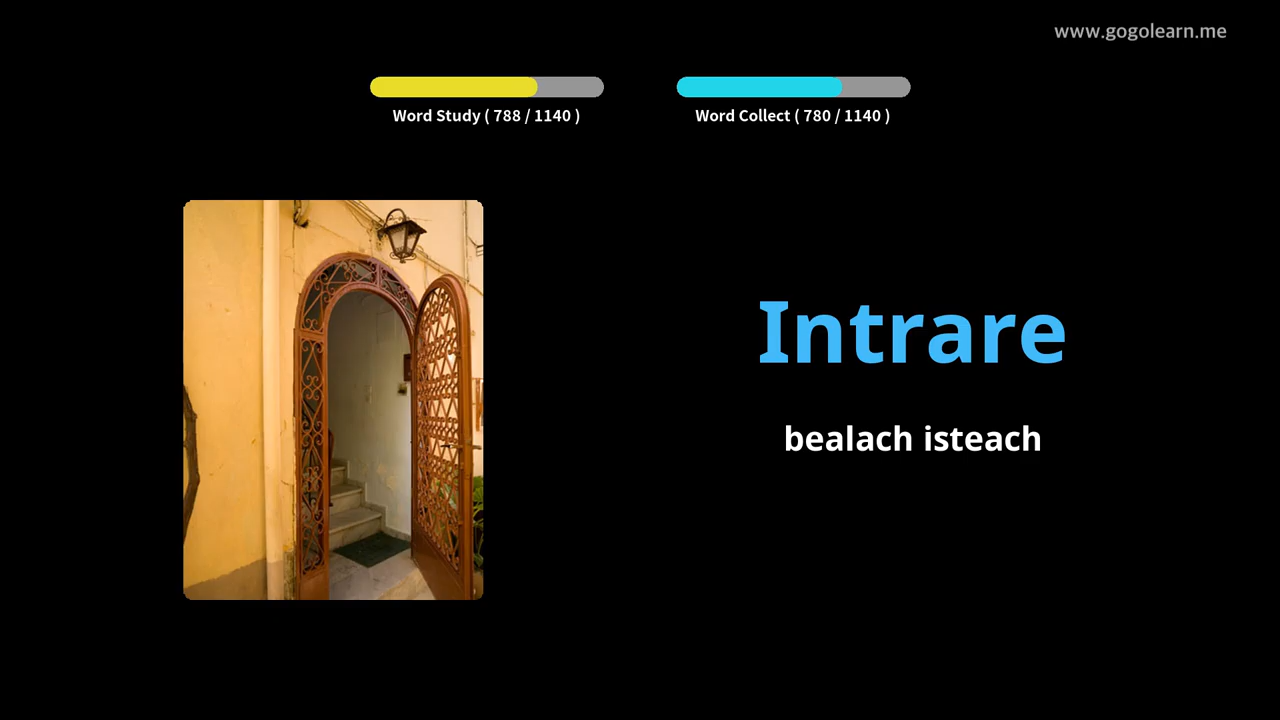 www.gogolearn.me
Word Study ( 788 / 1140 )
Word Collect ( 780 / 1140 )
Intrare
bealach isteach